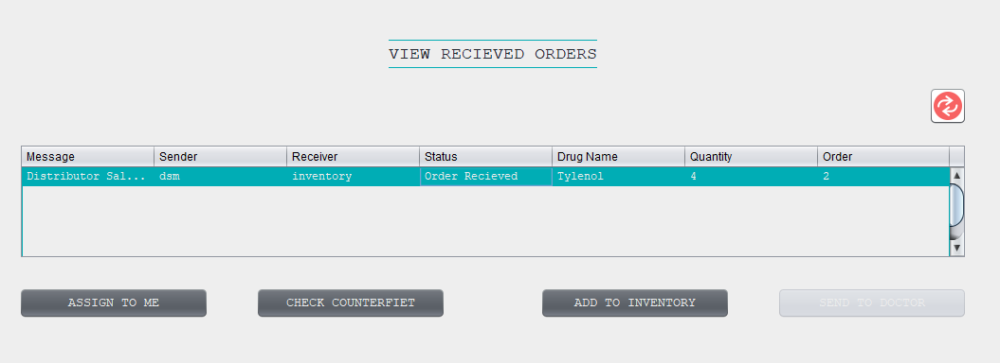 VIEW RECIEVED ORDERS
Message Sender Receiver Status Drug Name Quantity Order
Distributor Sal... dsm inventory Order Recieved Tylenol 4 2
ASSIGN TO ME CHECK COUNTERFIET ADD TO INVENTORY SEND TO DOCTOR